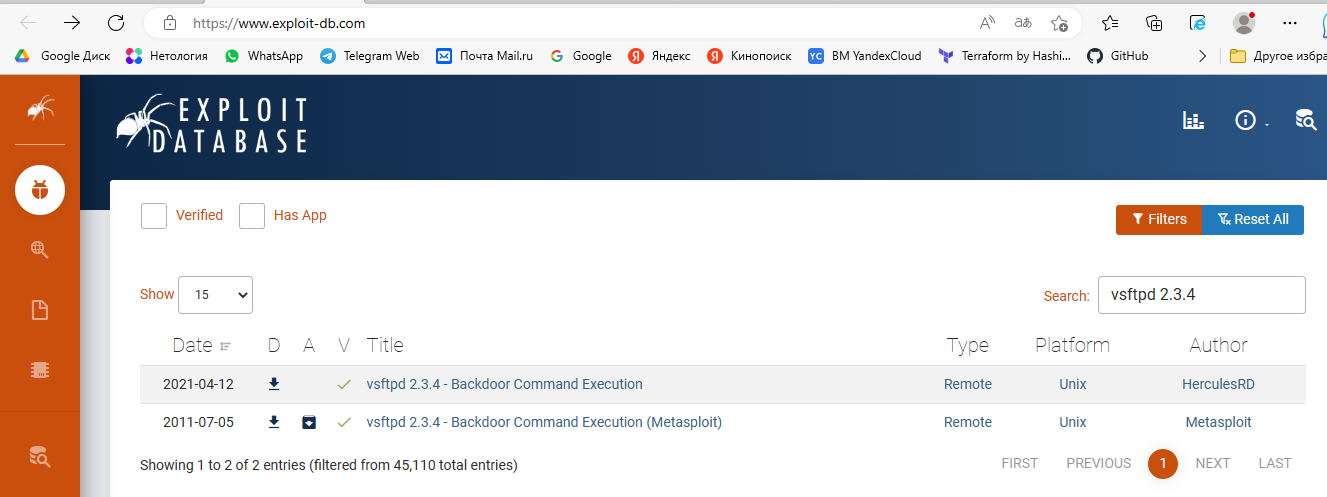 https://www.exploit-db.com
Google Диск Нетология WhatsApp Telegram Web Почта Mail.ru Google Яндекс Кинопоиск YC BM YandexCloud Terraform by Hashi... GitHub Другое избра
EXPLOIT
DATABASE
Verified Has App
Filters Reset All
Show 15 Search: vsftpd 2.3.4
Date D A V Title Type Platform Author
2021-04-12 vsftpd 2.3.4 - Backdoor Command Execution Remote Unix HerculesRD
2011-07-05 vsftpd 2.3.4 - Backdoor Command Execution (Metasploit) Remote Unix Metasploit
Showing 1 to 2 of 2 entries (filtered from 45,110 total entries) FIRST PREVIOUS 1 NEXT LAST